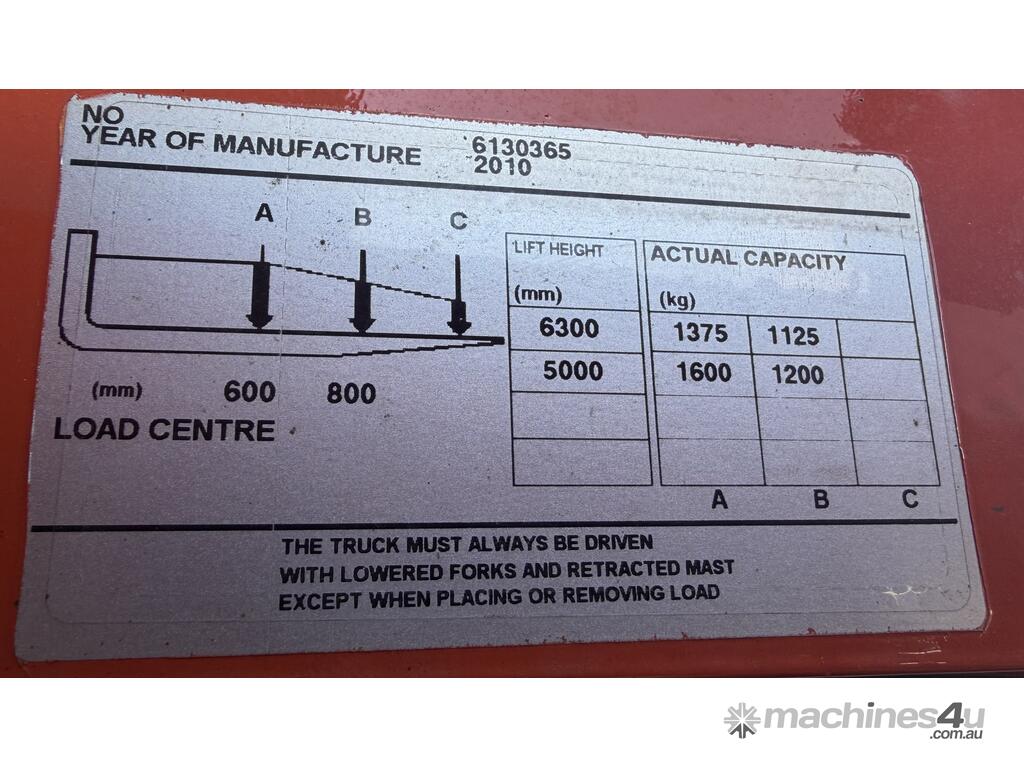 NO 6130365
YEAR OF MANUFACTURE 2010
A B C
LIFT HEIGHT ACTUAL CAPACITY
(mm) (kg)
6300 1375 1125
5000 1600 1200
(mm) 600 800
LOAD CENTRE
A B C
THE TRUCK MUST ALWAYS BE DRIVEN
WITH LOWERED FORKS AND RETRACTED MAST
EXCEPT WHEN PLACING OR REMOVING LOAD
machines4u
.com.au